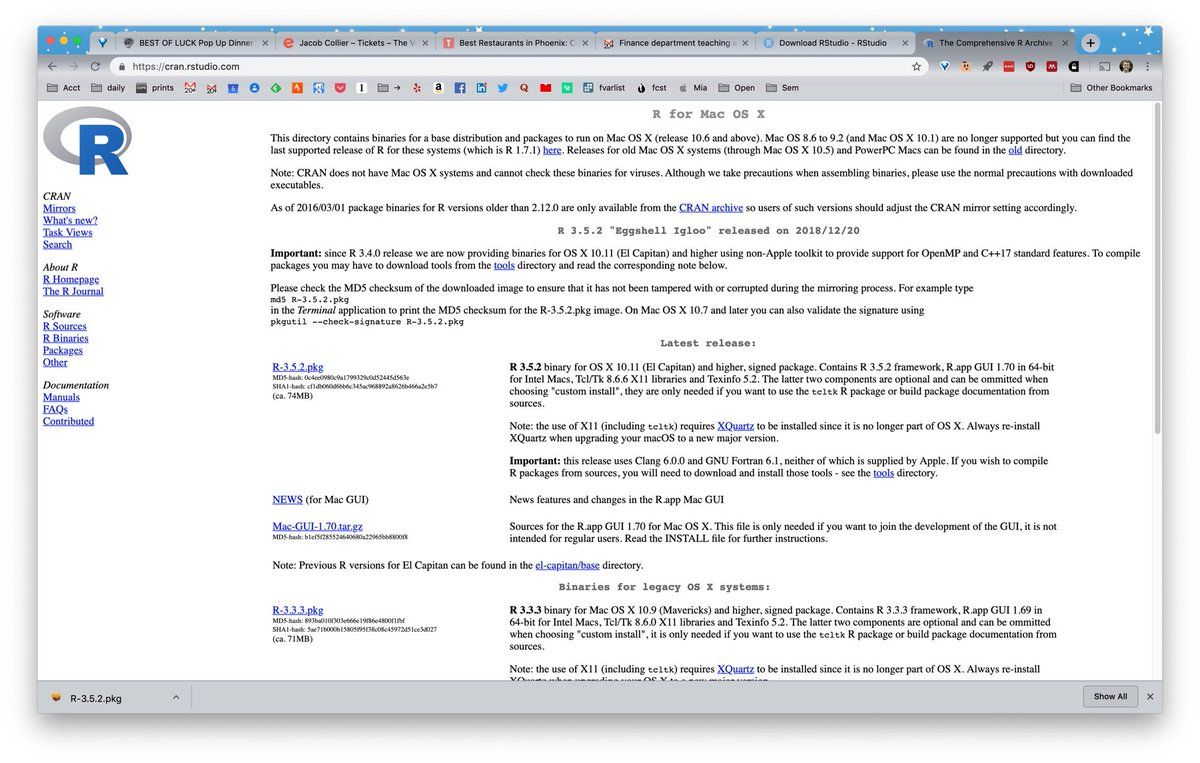 BEST OF LUCK Pop Up Dinner
Jacob Collier – Tickets – The V
Best Restaurants in Phoenix:
Finance department teaching
Download RStudio - RStudio
The Comprehensive R Archive
https://cran.rstudio.com
Acct
daily
prints
fvarlist
fcst
Mia
Open
Sem
Other Bookmarks
R
CRAN
Mirrors
What's new?
Task Views
Search
About R
R Homepage
The R Journal
Software
R Sources
R Binaries
Packages
Other
Documentation
Manuals
FAQs
Contributed
R for Mac OS X
This directory contains binaries for a base distribution and packages to run on Mac OS X (release 10.6 and above). Mac OS 8.6 to 9.2 (and Mac OS X 10.1) are no longer supported but you can find the
last supported release of R for these systems (which is R 1.7.1) here. Releases for old Mac OS X systems (through Mac OS X 10.5) and PowerPC Macs can be found in the old directory.
Note: CRAN does not have Mac OS X systems and cannot check these binaries for viruses. Although we take precautions when assembling binaries, please use the normal precautions with downloaded
executables.
As of 2016/03/01 package binaries for R versions older than 2.12.0 are only available from the CRAN archive so users of such versions should adjust the CRAN mirror setting accordingly.
R 3.5.2 "Eggshell Igloo" released on 2018/12/20
Important: since R 3.4.0 release we are now providing binaries for OS X 10.11 (El Capitan) and higher using non-Apple toolkit to provide support for OpenMP and C++17 standard features. To compile
packages you may have to download tools from the tools directory and read the corresponding note below.
Please check the MD5 checksum of the downloaded image to ensure that it has not been tampered with or corrupted during the mirroring process. For example type
md5 R-3.5.2.pkg
in the Terminal application to print the MD5 checksum for the R-3.5.2.pkg image. On Mac OS X 10.7 and later you can also validate the signature using
pkgutil --check-signature R-3.5.2.pkg
Latest release:
R-3.5.2.pkg
MD5-hash: 0c4ee0980c9a1799329c0d52445d563e
SHA1-hash: cf1db060d6b6c345ac968892a8626b466a2c5b7
(ca. 74MB)
R 3.5.2 binary for OS X 10.11 (El Capitan) and higher, signed package. Contains R 3.5.2 framework, R.app GUI 1.70 in 64-bit
for Intel Macs, Tcl/Tk 8.6.6 X11 libraries and Texinfo 5.2. The latter two components are optional and can be ommitted when
choosing "custom install", they are only needed if you want to use the tcltk R package or build package documentation from
sources.
Note: the use of X11 (including tcltk) requires XQuartz to be installed since it is no longer part of OS X. Always re-install
XQuartz when upgrading your macOS to a new major version.
Important: this release uses Clang 6.0.0 and GNU Fortran 6.1, neither of which is supplied by Apple. If you wish to compile
R packages from sources, you will need to download and install those tools - see the tools directory.
NEWS (for Mac GUI)
News features and changes in the R.app Mac GUI
Mac-GUI-1.70.tar.gz
MD5-hash: b1ef5f285524640680a22965bb8800f8
Sources for the R.app GUI 1.70 for Mac OS X. This file is only needed if you want to join the development of the GUI, it is not
intended for regular users. Read the INSTALL file for further instructions.
Note: Previous R versions for El Capitan can be found in the el-capitan/base directory.
Binaries for legacy OS X systems:
R-3.3.3.pkg
MD5-hash: 893ba010f303e666e19f86e4800f1fbf
SHA1-hash: 5ae71b000b15805f95f38c08c45972d51ce3d027
(ca. 71MB)
R 3.3.3 binary for Mac OS X 10.9 (Mavericks) and higher, signed package. Contains R 3.3.3 framework, R.app GUI 1.69 in
64-bit for Intel Macs, Tcl/Tk 8.6.0 X11 libraries and Texinfo 5.2. The latter two components are optional and can be ommitted
when choosing "custom install", it is only needed if you want to use the tcltk R package or build package documentation from
sources.
Note: the use of X11 (including tcltk) requires XQuartz to be installed since it is no longer part of OS X. Always re-install
XQuartz when upgrading your OS X to a new major version.
R-3.5.2.pkg
Show All